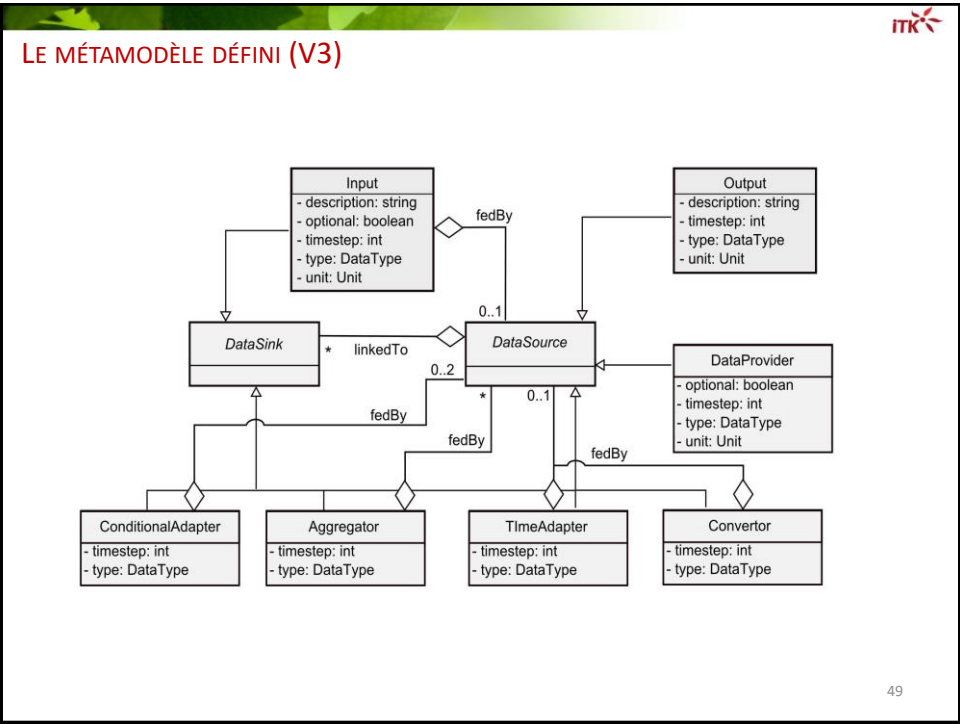 iTK
LE MÉTAMODÈLE DÉFINI (V3)
Input
- description: string
- optional: boolean
- timestep: int
- type: DataType
- unit: Unit
fedBy
0..1
Output
- description: string
- timestep: int
- type: DataType
- unit: Unit
DataSink
*
linkedTo
DataSource
0..2
*
0..1
DataProvider
- optional: boolean
- timestep: int
- type: DataType
- unit: Unit
fedBy
fedBy
fedBy
ConditionalAdapter
- timestep: int
- type: DataType
Aggregator
- timestep: int
- type: DataType
TImeAdapter
- timestep: int
- type: DataType
Convertor
- timestep: int
- type: DataType
49